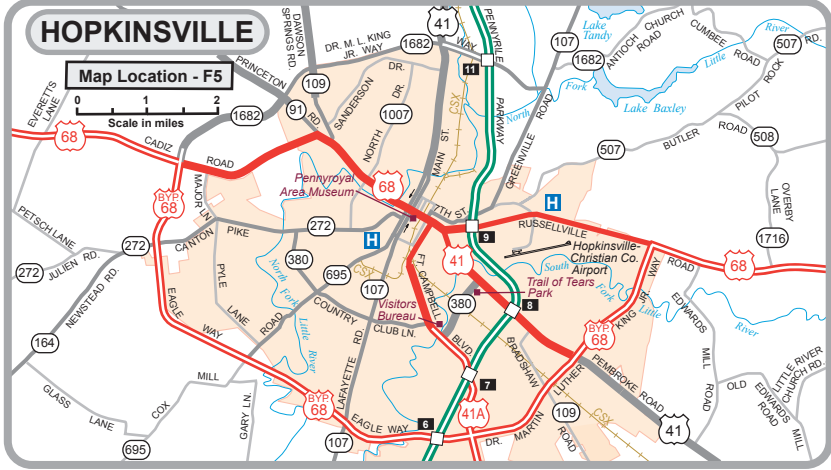 HOPKINSVILLE
Map Location - F5
0 1 2
Scale in miles
DAWSON
SPRINGS RD.
DR. M. L. KING
JR. WAY
1682
41
WAY
PENNYRILE
PARKWAY
11
107
1682
Lake
Tandy
ANTIOCH CHURCH
ROAD
CUMBEE ROAD
River
507
RD.
Little
Fork
North
Lake Baxley
PILOT ROCK
EVERETTS
LANE
PRINCETON
RD
109
91
1682
SANDERSON
DR.
NORTH
DR.
1007
MAIN ST.
CSX
GREENVILLE
ROAD
507
BUTLER
ROAD
508
OVERBY
LANE
1716
68
CADIZ
ROAD
BYP.
68
Pennyroyal
Area Museum
68
7TH ST.
9
H
RUSSELLVILLE
ROAD
68
Hopkinsville-
Christian Co.
Airport
MAJOR LN.
CANTON
PIKE
272
H
PETSCH LANE
272
272
JULIEN RD.
NEWSTEAD RD.
164
380
695
CSX
107
41
FT. CAMPBELL
BLVD.
South
Fork
Little
River
Trail of Tears
Park
380
8
PYLE
LANE
ROAD
North
Fork
Little
River
COUNTRY
CLUB LN.
Visitors
Bureau
EAGLE
WAY
BYP.
68
KING JR. WAY
EDWARDS
MILL
ROAD
LITTLE RIVER
CHURCH RD.
OLD
EDWARDS
ROAD
MILL
PEMBROKE ROAD
BRADSHAW
ROAD
LUTHER
MARTIN
DR.
7
41A
109
CSX
41
GLASS
LANE
COX
MILL
695
GARY LN.
BYP.
68
LAFAYETTE RD.
107
EAGLE WAY
6